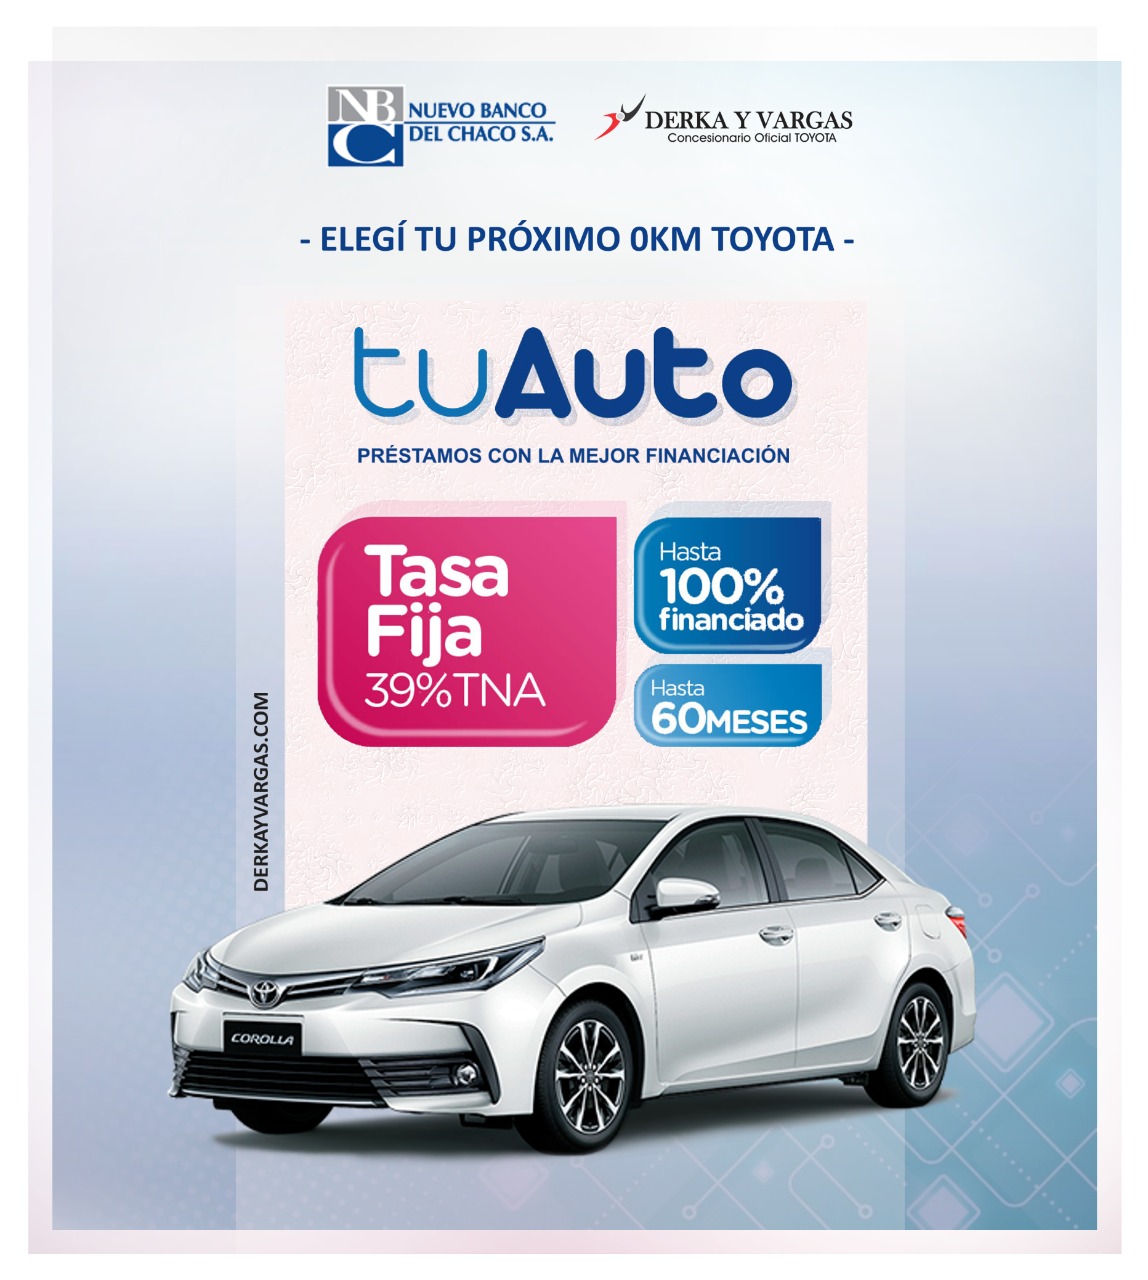 NBC
NUEVO BANCO
DEL CHACO S.A.
DERKA Y VARGAS
Concesionario Oficial TOYOTA
- ELEGÍ TU PRÓXIMO 0KM TOYOTA -
tuAuto
PRÉSTAMOS CON LA MEJOR FINANCIACIÓN
Tasa
Fija
39%TNA
Hasta
100%
financiado
Hasta
60MESES
DERKAYVARGAS.COM
COROLLA